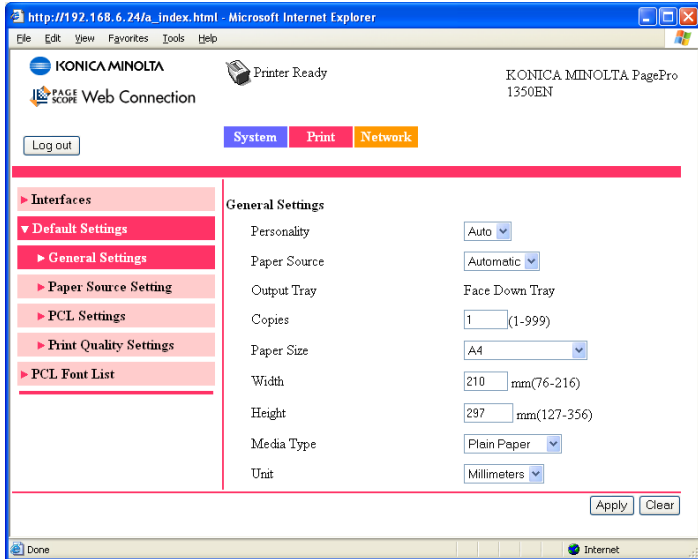 http://192.168.6.24/a_index.html - Microsoft Internet Explorer
File Edit View Favorites Tools Help
KONICA MINOLTA
PAGE SCOPE Web Connection
Printer Ready
KONICA MINOLTA PagePro
1350EN
Log out
System Print Network
Interfaces
Default Settings
General Settings
Paper Source Setting
PCL Settings
Print Quality Settings
PCL Font List
General Settings
Personality Auto
Paper Source Automatic
Output Tray Face Down Tray
Copies 1 (1-999)
Paper Size A4
Width 210 mm(76-216)
Height 297 mm(127-356)
Media Type Plain Paper
Unit Millimeters
Apply Clear
Done Internet